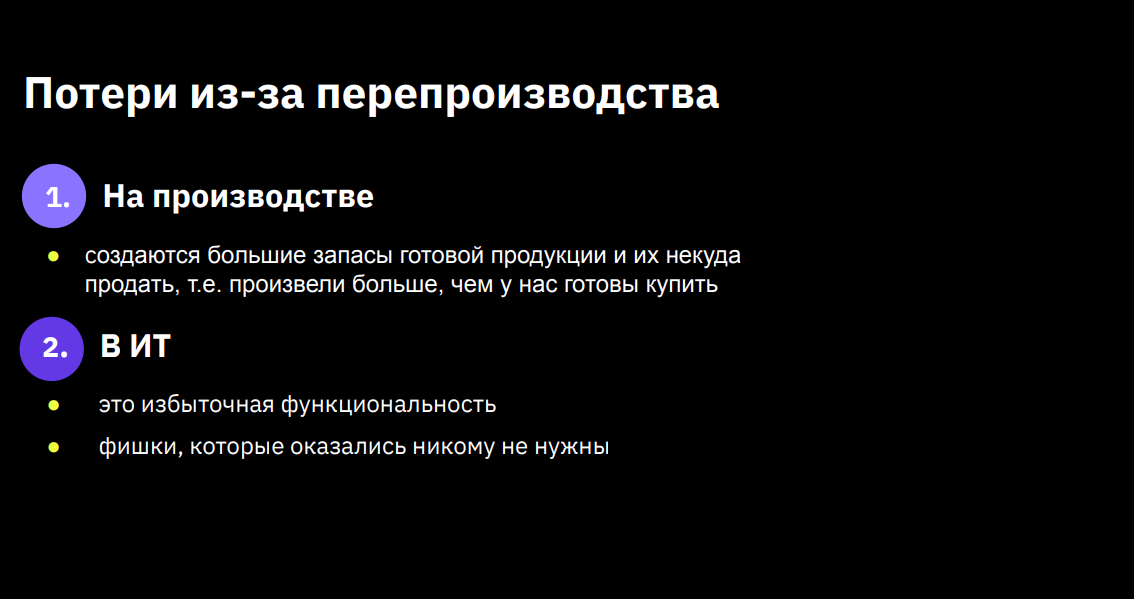 Потери из-за перепроизводства
1. На производстве
• создаются большие запасы готовой продукции и их некуда
продать, т.е. произвели больше, чем у нас готовы купить
2. В ИТ
• это избыточная функциональность
• фишки, которые оказались никому не нужны